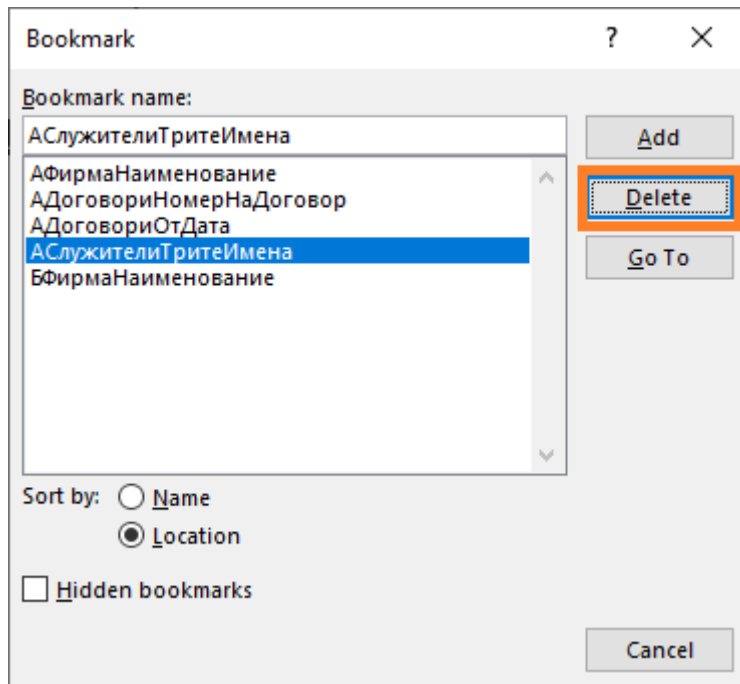 Bookmark
?
Bookmark name:
АСлужителиТритеИмена
Add
АФирмаНаименование
АДоговориНомерНаДоговор
АДоговориОтДата
АСлужителиТритеИмена
БФирмаНаименование
Delete
Go To
Sort by:
Name
Location
Hidden bookmarks
Cancel